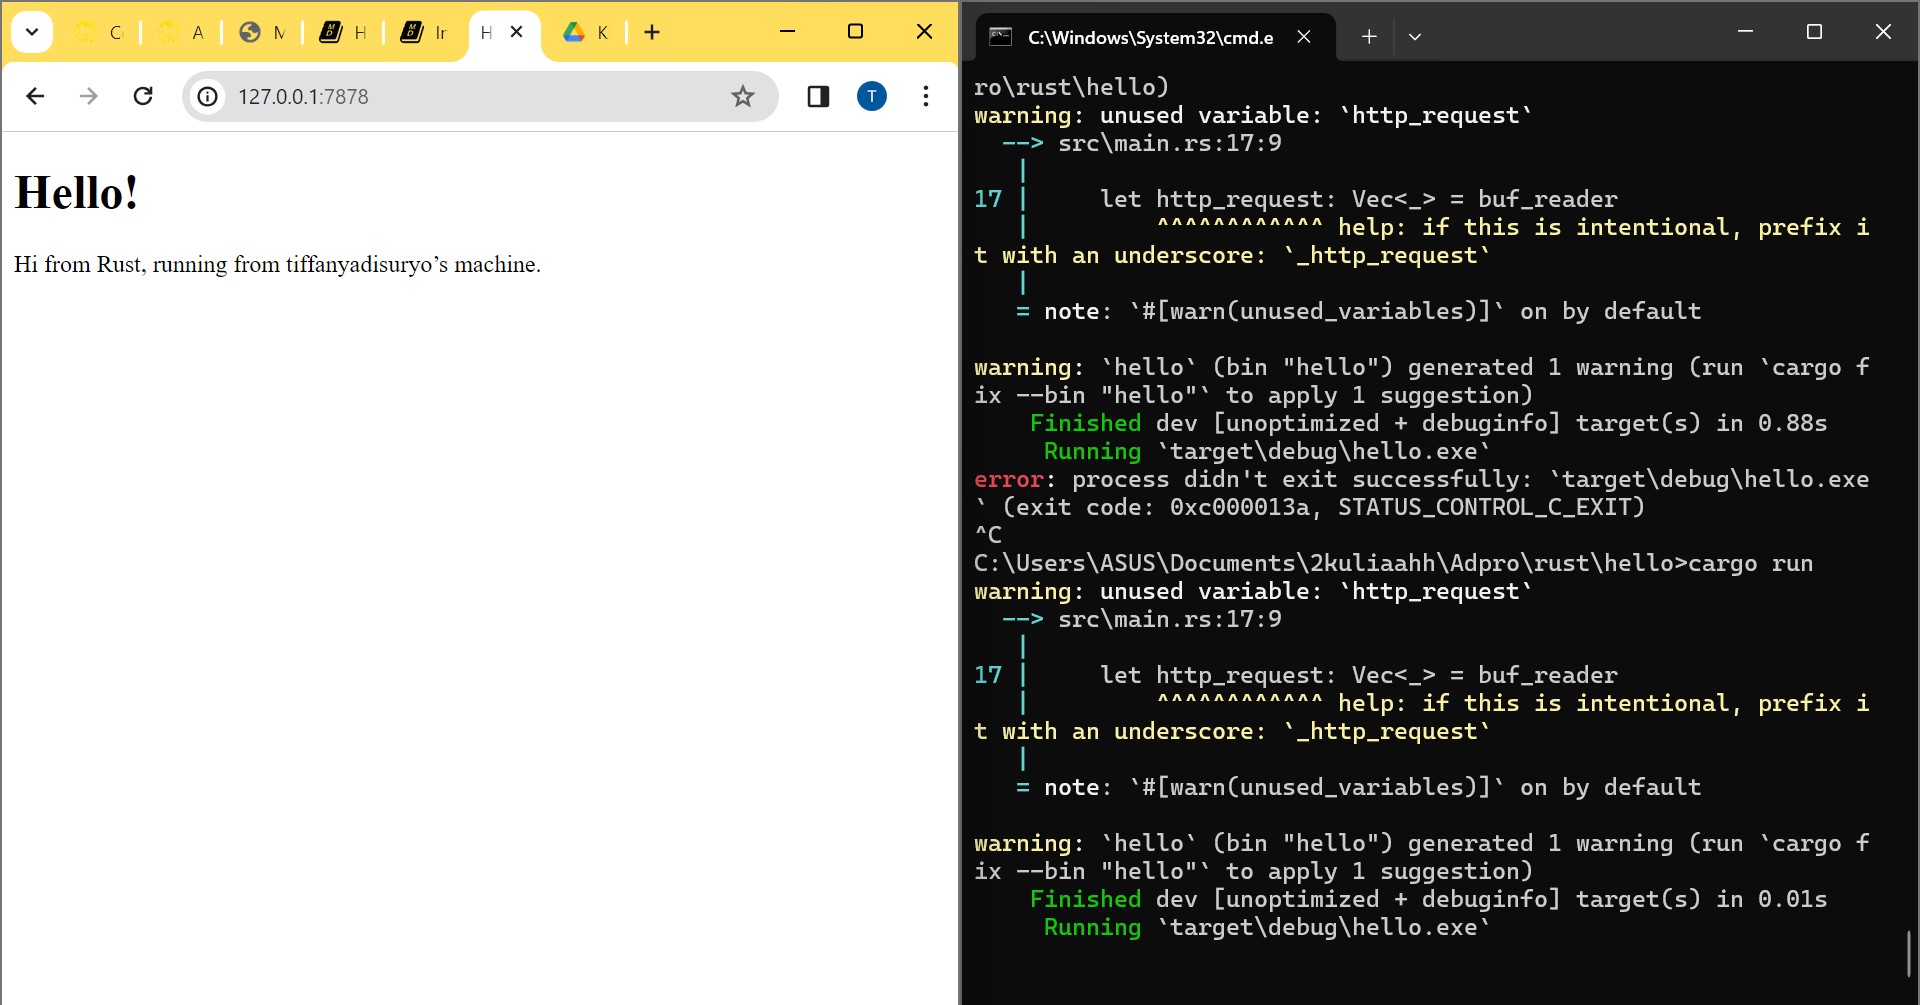 C
A
M
H
Ir
H
K
127.0.0.1:7878
T
Hello!
Hi from Rust, running from tiffanyadisuryo’s machine.
C:\Windows\System32\cmd.e
ro\rust\hello)
warning: unused variable: `http_request`
  --> src\main.rs:17:9
   |
17 |     let http_request: Vec<_> = buf_reader
   |         ^^^^^^^^^^^^ help: if this is intentional, prefix i
t with an underscore: `_http_request`
   |
   = note: `#[warn(unused_variables)]` on by default
warning: `hello` (bin "hello") generated 1 warning (run `cargo f
ix --bin "hello"` to apply 1 suggestion)
    Finished dev [unoptimized + debuginfo] target(s) in 0.88s
     Running `target\debug\hello.exe`
error: process didn't exit successfully: `target\debug\hello.exe
` (exit code: 0xc000013a, STATUS_CONTROL_C_EXIT)
^C
C:\Users\ASUS\Documents\2kuliaahh\Adpro\rust\hello>cargo run
warning: unused variable: `http_request`
  --> src\main.rs:17:9
   |
17 |     let http_request: Vec<_> = buf_reader
   |         ^^^^^^^^^^^^ help: if this is intentional, prefix i
t with an underscore: `_http_request`
   |
   = note: `#[warn(unused_variables)]` on by default
warning: `hello` (bin "hello") generated 1 warning (run `cargo f
ix --bin "hello"` to apply 1 suggestion)
    Finished dev [unoptimized + debuginfo] target(s) in 0.01s
     Running `target\debug\hello.exe`